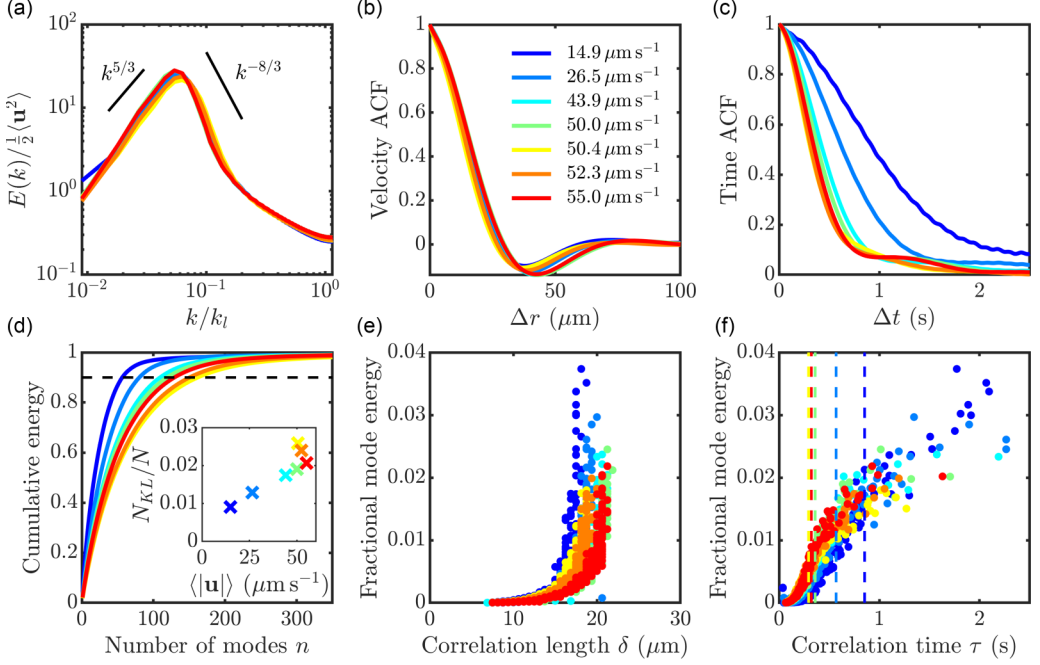 (a)
10^2
10^1
10^0
10^{-1}
E(k)/½⟨u²⟩
k^{5/3}
k^{-8/3}
10^{-2} 10^{-1} 10^0
k/k_l
(b)
1
0.8
0.6
0.4
0.2
0
Velocity ACF
14.9 μm s^{-1}
26.5 μm s^{-1}
43.9 μm s^{-1}
50.0 μm s^{-1}
50.4 μm s^{-1}
52.3 μm s^{-1}
55.0 μm s^{-1}
0 50 100
Δr (μm)
(c)
1
0.8
0.6
0.4
0.2
0
Time ACF
0 1 2
Δt (s)
(d)
1
0.8
0.6
0.4
0.2
0
Cumulative energy
0.03
0.02
0.01
0
N_{KL}/N
0 25 50
⟨|u|⟩ (μm s^{-1})
0 100 200 300
Number of modes n
(e)
0.04
0.03
0.02
0.01
0
Fractional mode energy
0 10 20 30
Correlation length δ (μm)
(f)
0.04
0.03
0.02
0.01
0
Fractional mode energy
0 1 2
Correlation time τ (s)